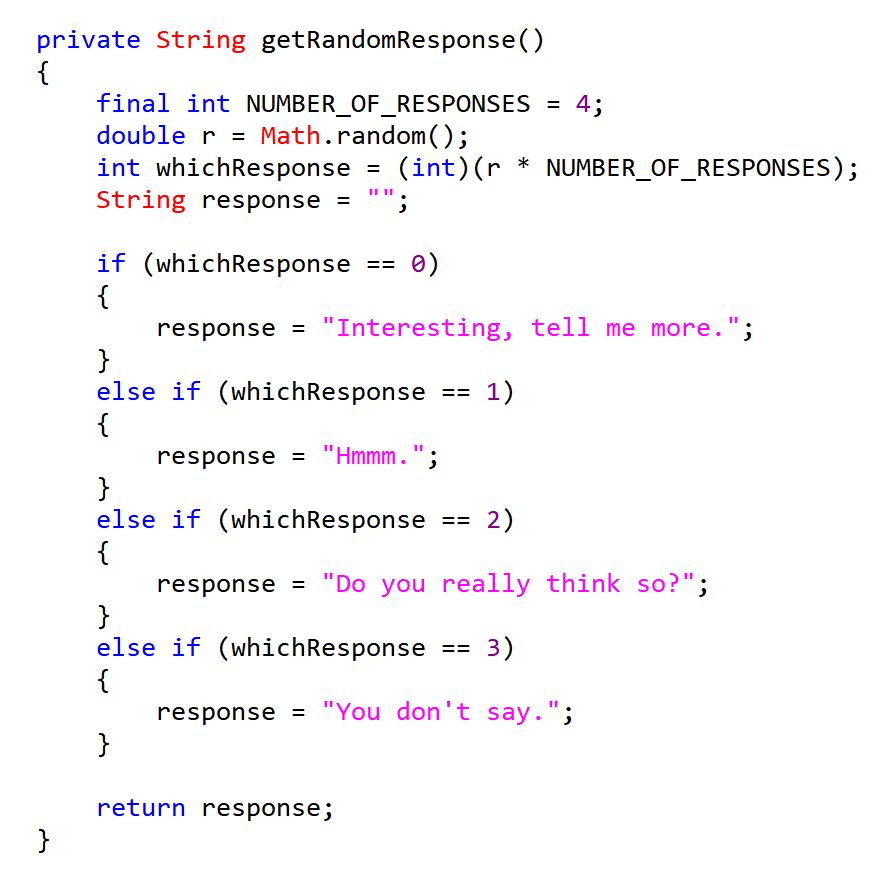 private String getRandomResponse()
{
    final int NUMBER_OF_RESPONSES = 4;
    double r = Math.random();
    int whichResponse = (int)(r * NUMBER_OF_RESPONSES);
    String response = "";

    if (whichResponse == 0)
    {
        response = "Interesting, tell me more.";
    }
    else if (whichResponse == 1)
    {
        response = "Hmmm.";
    }
    else if (whichResponse == 2)
    {
        response = "Do you really think so?";
    }
    else if (whichResponse == 3)
    {
        response = "You don't say.";
    }

    return response;
}